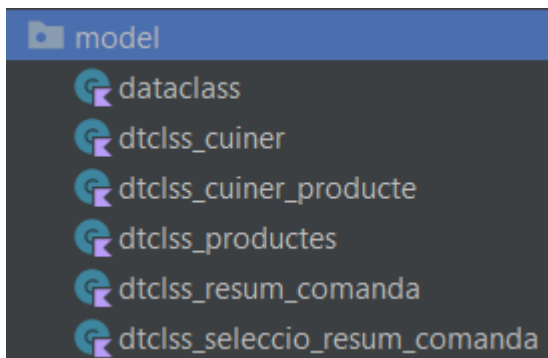 model
dataclass
dtclss_cuiner
dtclss_cuiner_producte
dtclss_productes
dtclss_resum_comanda
dtclss_seleccio_resum_comanda